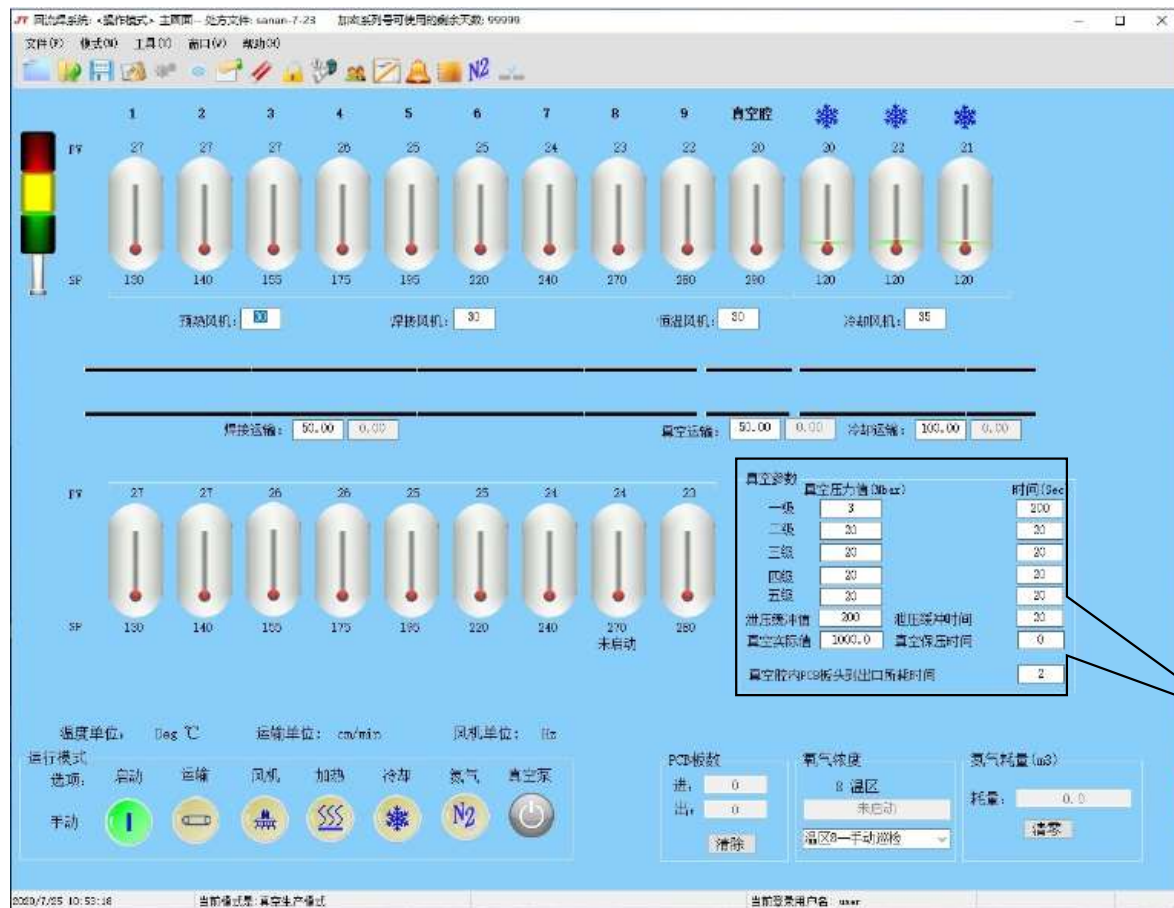 JT 回流焊系统: <操作模式> 主画面-- 处方文件: sanan-7-23 加密系列号可使用的剩余天数: 99999
文件(F) 模式(M) 工具(T) 窗口(W) 帮助(H)
N2
1 2 3 4 5 6 7 8 9 真空腔
PV 27 27 27 26 25 25 24 23 22 20 20 22 21
SP 130 140 155 175 195 220 240 270 280 290 120 120 120
预热风机: 30 焊接风机: 30 恒温风机: 30 冷却风机: 35
焊接运输: 50.00 0.00 真空运输: 50.00 0.00 冷却运输: 100.00 0.00
PV 27 27 26 26 25 25 24 24 23
SP 130 140 155 175 195 220 240 270 280
未启动
真空参数
真空压力值(Mbar) 时间(Sec
一级 3 200
二级 20 20
三级 20 20
四级 20 20
五级 20 20
泄压缓冲值 200 泄压缓冲时间 20
真空实际值 1000.0 真空保压时间 0
真空腔内PCB板头到出口所耗时间 2
温度单位: Deg ℃ 运输单位: cm/min 风机单位: Hz
运行模式
选项: 启动 运输 风机 加热 冷却 氮气 真空泵
手动 I N2
PCB板数
进: 0
出: 0
清除
氧气浓度
8 温区
未启动
温区8—手动巡检
氮气耗量(m3)
耗量: 0.0
清零
2020/7/25 10:53:18 当前模式是:真空生产模式 当前登录用户名: user